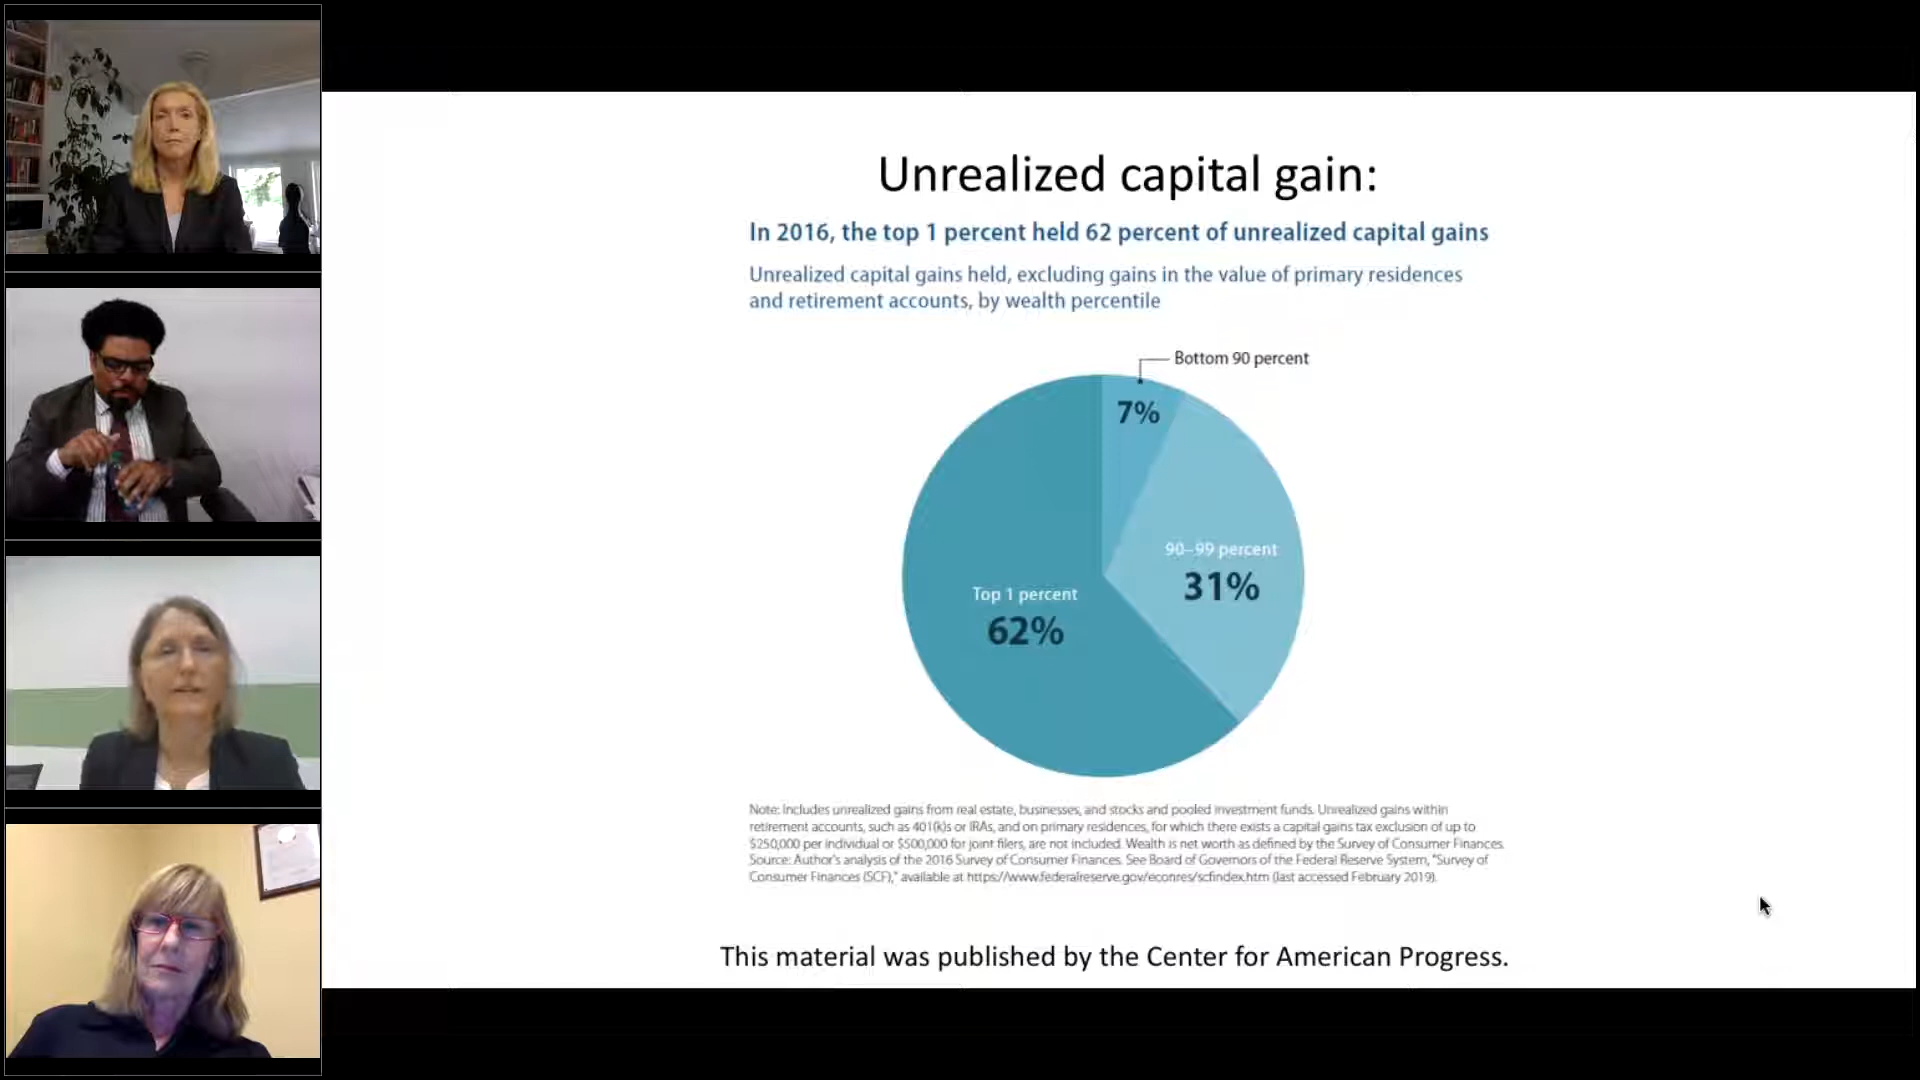 Unrealized capital gain:
In 2016, the top 1 percent held 62 percent of unrealized capital gains
Unrealized capital gains held, excluding gains in the value of primary residences
and retirement accounts, by wealth percentile
Bottom 90 percent
7%
90–99 percent
31%
Top 1 percent
62%
Note: Includes unrealized gains from real estate, businesses, and stocks and pooled investment funds. Unrealized gains within
retirement accounts, such as 401(k)s or IRAs, and on primary residences, for which there exists a capital gains tax exclusion of up to
$250,000 per individual or $500,000 for joint filers, are not included. Wealth is net worth as defined by the Survey of Consumer Finances.
Source: Author's analysis of the 2016 Survey of Consumer Finances. See Board of Governors of the Federal Reserve System, "Survey of
Consumer Finances (SCF)," available at https://www.federalreserve.gov/econres/scfindex.htm (last accessed February 2019).
This material was published by the Center for American Progress.